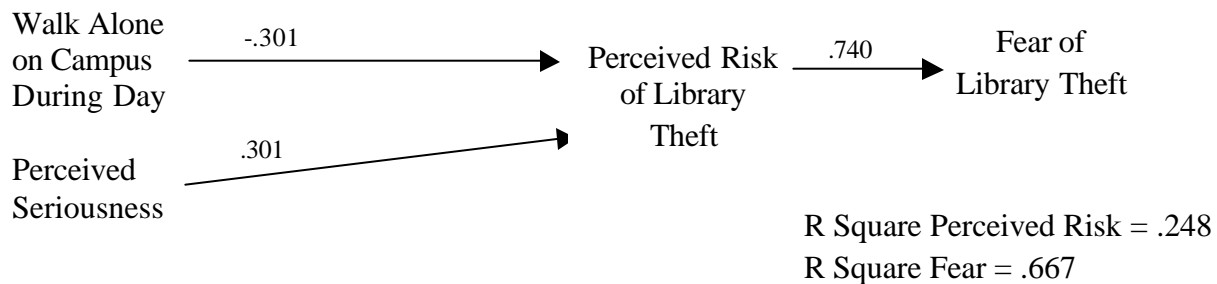 Walk Alone
on Campus
During Day
-.301
Perceived Risk
of Library
Theft
.740
Fear of
Library Theft
.301
Perceived
Seriousness
R Square Perceived Risk = .248
R Square Fear = .667